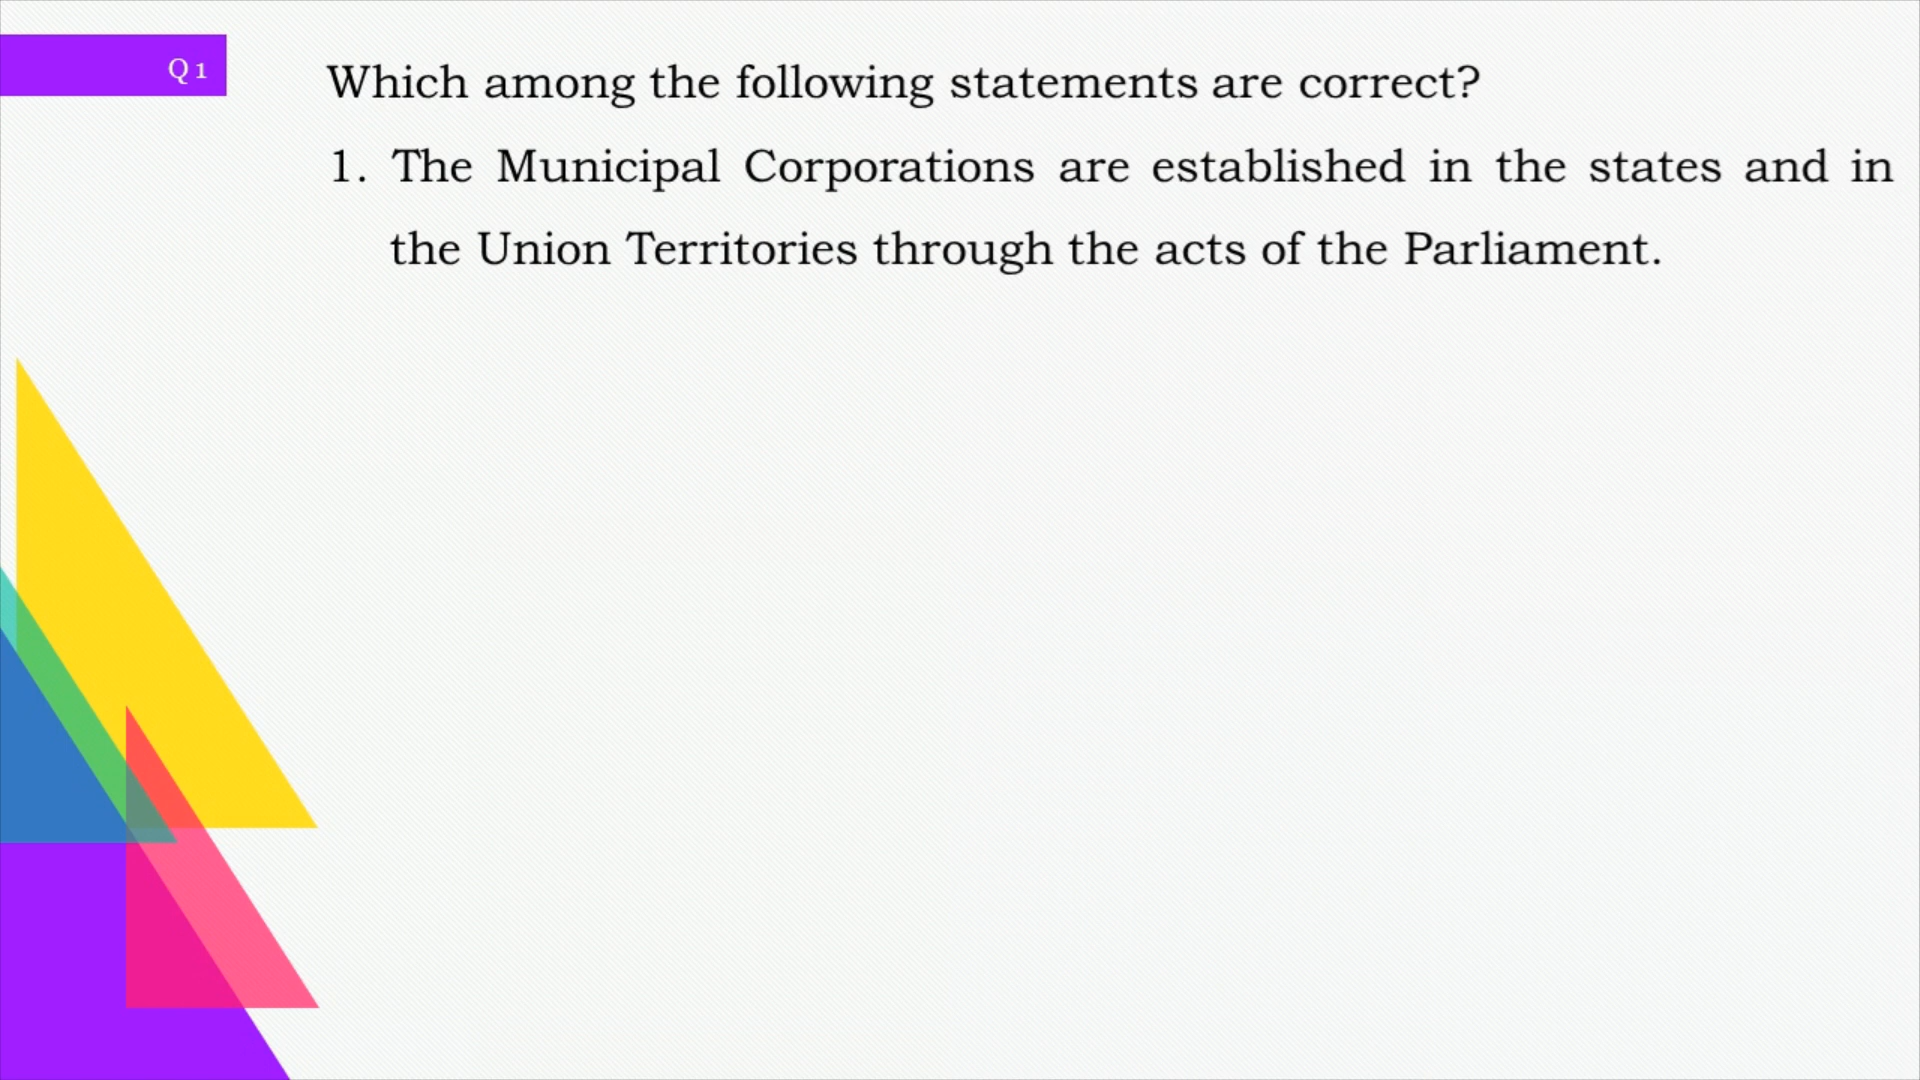 Q 1
Which among the following statements are correct?
1. The Municipal Corporations are established in the states and in
the Union Territories through the acts of the Parliament.